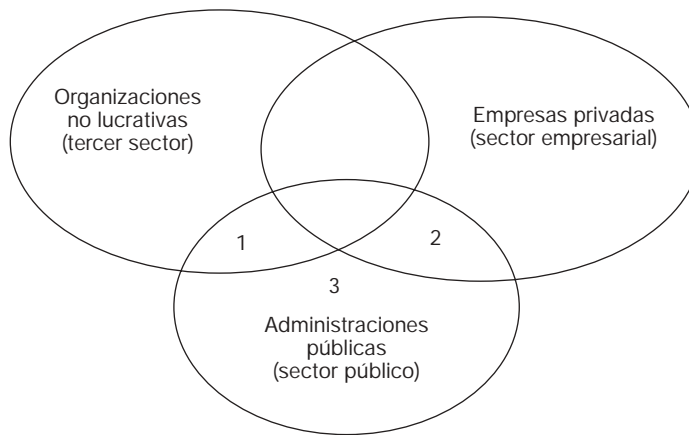 Organizaciones
no lucrativas
(tercer sector)
Empresas privadas
(sector empresarial)
1
2
3
Administraciones
públicas
(sector público)